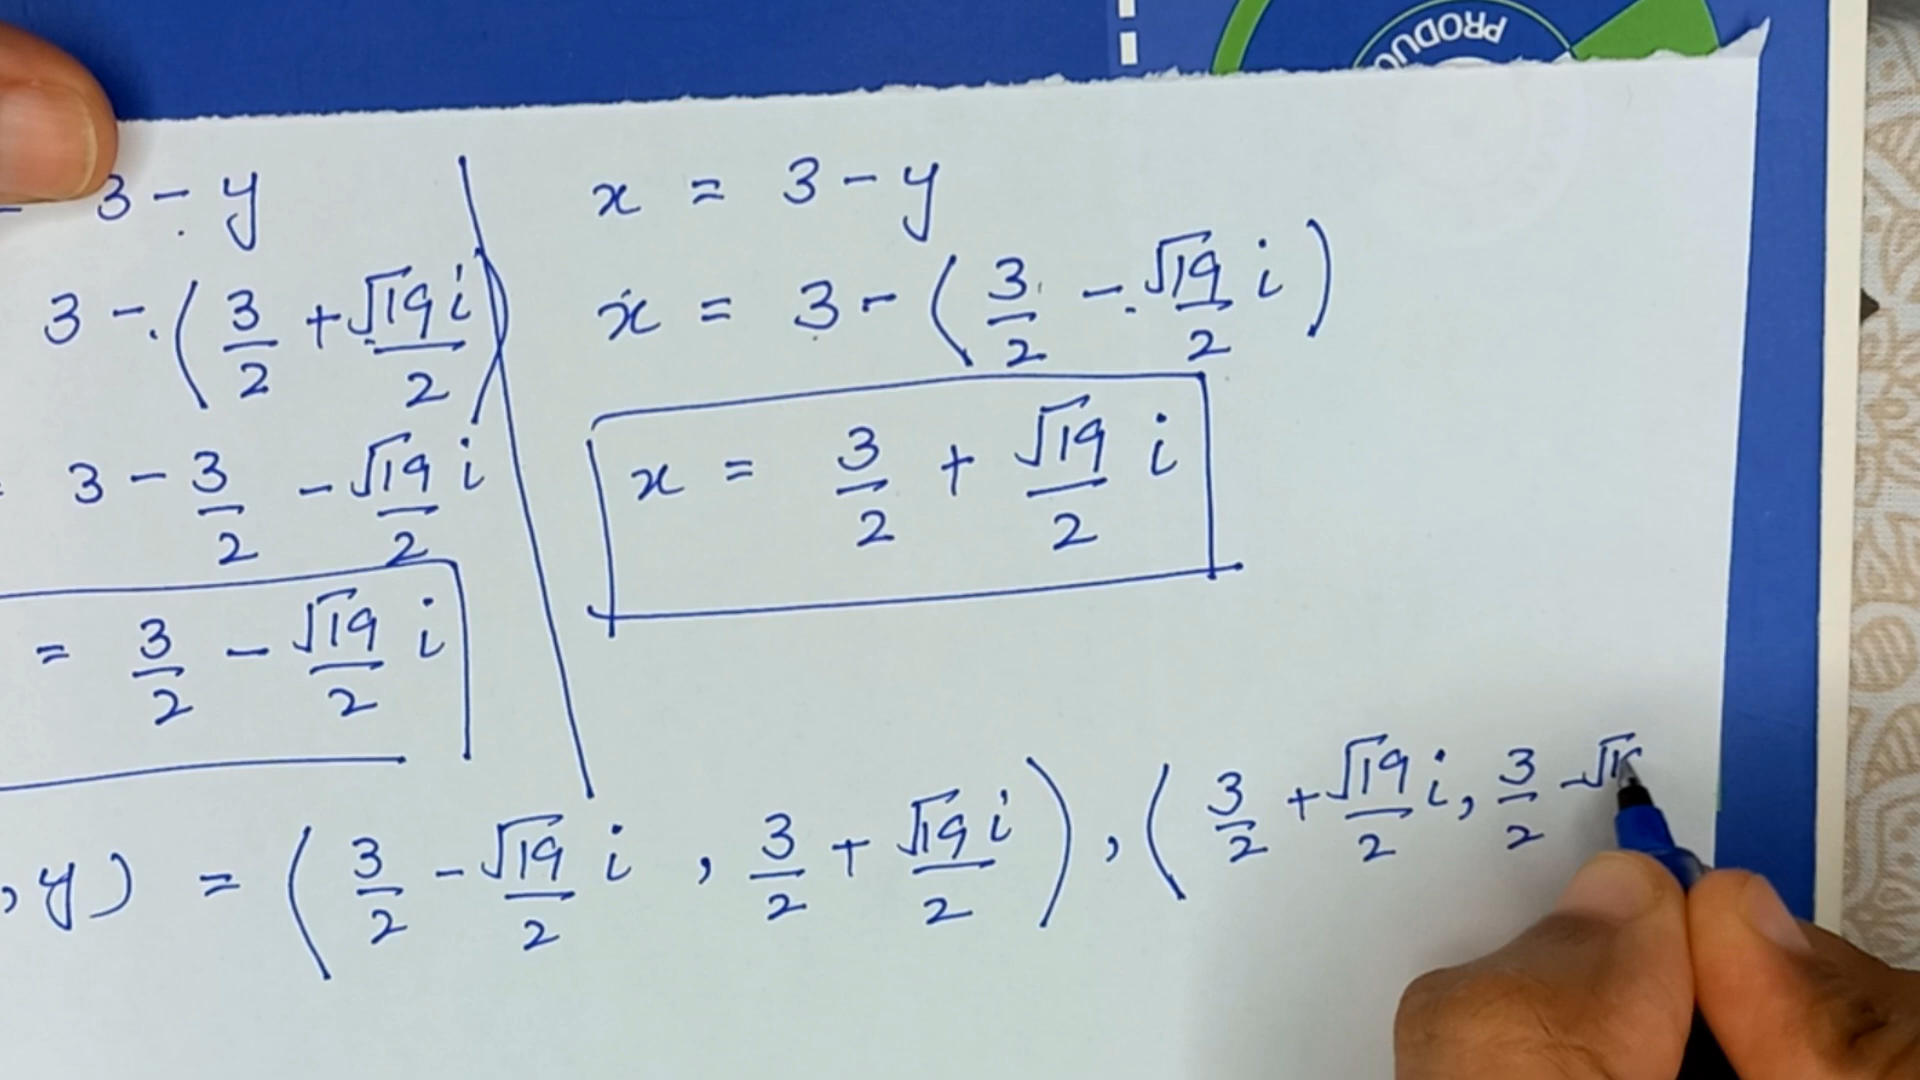 PRODU
3 - y
3 - (3/2 + √19 i/2)
3 - 3/2 - √19/2 i
= 3/2 - √19/2 i
x = 3 - y
x = 3 - (3/2 - √19/2 i)
x = 3/2 + √19/2 i
, y) = (3/2 - √19/2 i , 3/2 + √19/2 i) , (3/2 + √19/2 i, 3/2 - √1